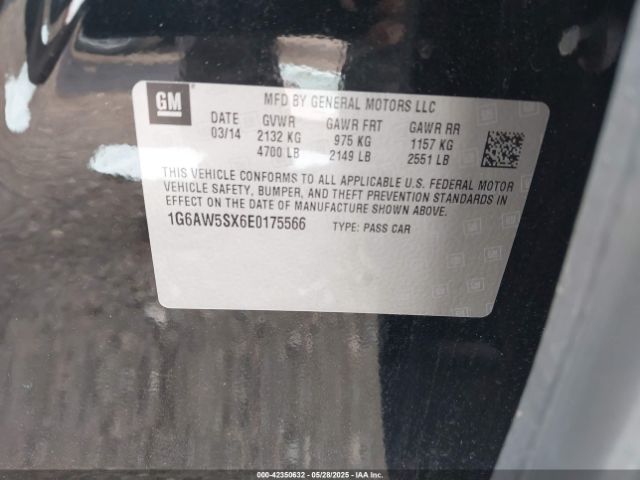 GM
MFD BY GENERAL MOTORS LLC
DATE GVWR GAWR FRT GAWR RR
03/14 2132 KG 975 KG 1157 KG
4700 LB 2149 LB 2551 LB
THIS VEHICLE CONFORMS TO ALL APPLICABLE U.S. FEDERAL MOTOR
VEHICLE SAFETY, BUMPER, AND THEFT PREVENTION STANDARDS IN
EFFECT ON THE DATE OF MANUFACTURE SHOWN ABOVE.
1G6AW5SX6E0175566 TYPE: PASS CAR
000-42350632 - 05/28/2025 - IAA Inc.